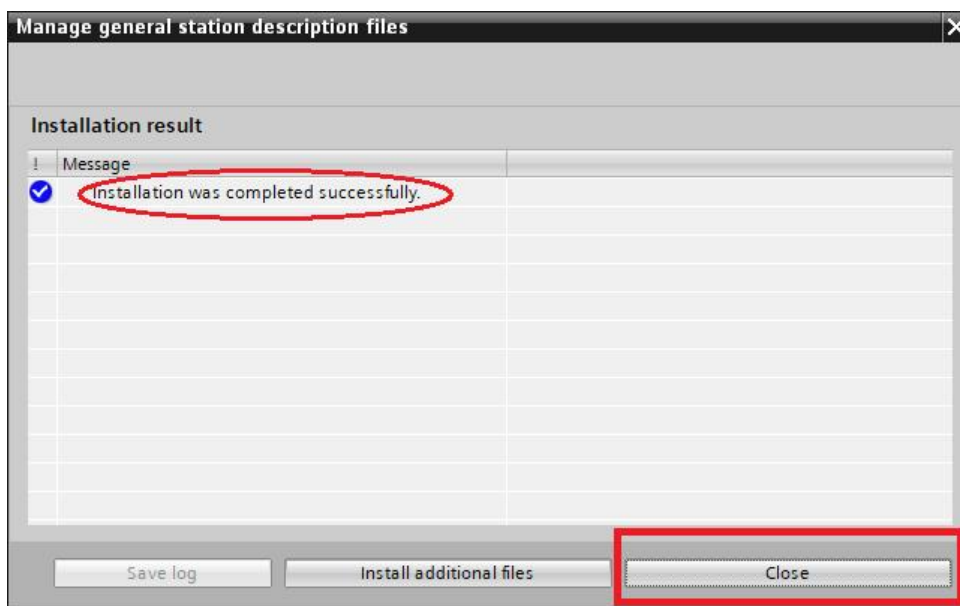 Manage general station description files
Installation result
! Message
Installation was completed successfully.
Save log Install additional files Close